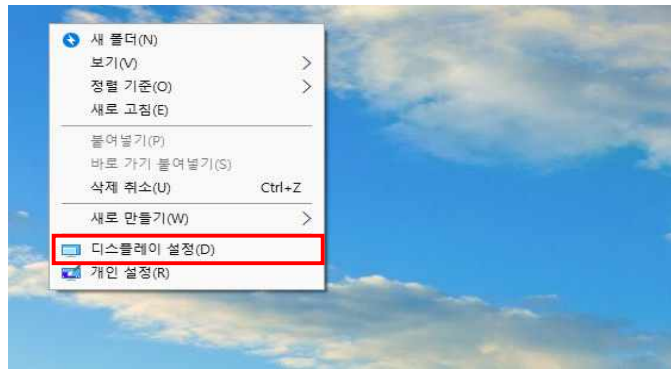 새 폴더(N)
보기(V)
정렬 기준(O)
새로 고침(E)
붙여넣기(P)
바로 가기 붙여넣기(S)
삭제 취소(U) Ctrl+Z
새로 만들기(W)
디스플레이 설정(D)
개인 설정(R)